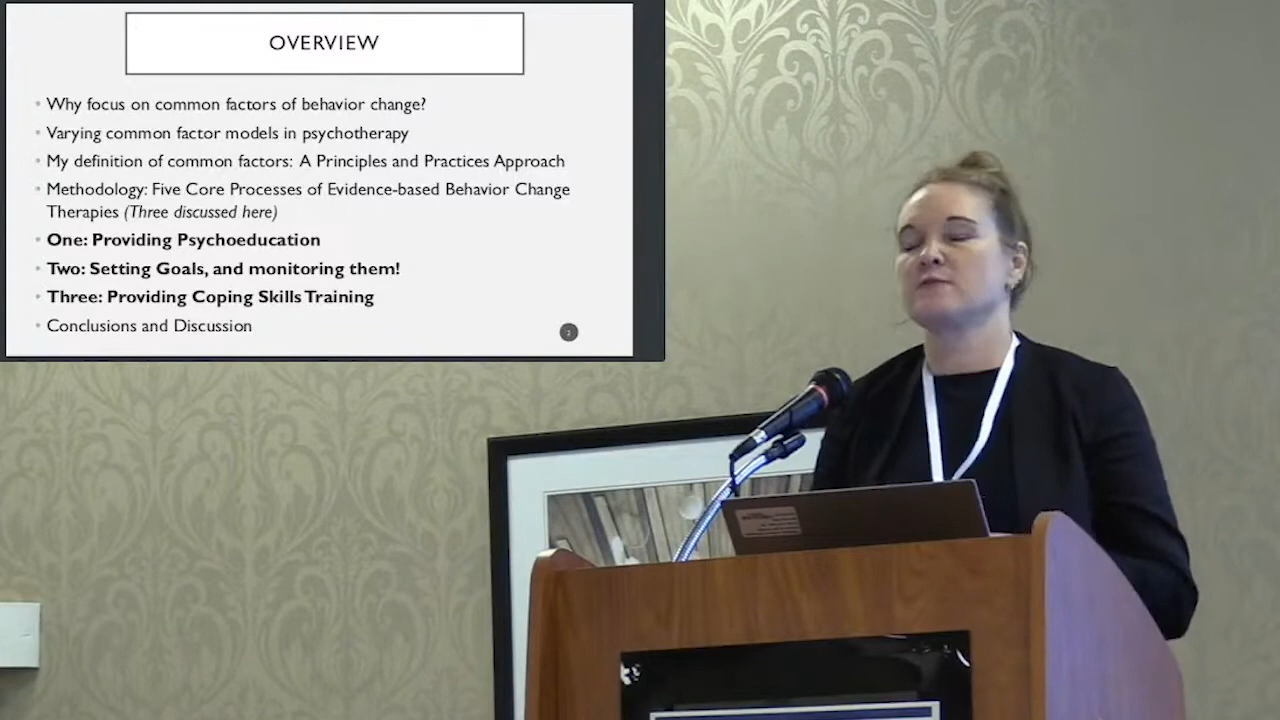 OVERVIEW
Why focus on common factors of behavior change?
Varying common factor models in psychotherapy
My definition of common factors: A Principles and Practices Approach
Methodology: Five Core Processes of Evidence-based Behavior Change
Therapies (Three discussed here)
One: Providing Psychoeducation
Two: Setting Goals, and monitoring them!
Three: Providing Coping Skills Training
Conclusions and Discussion